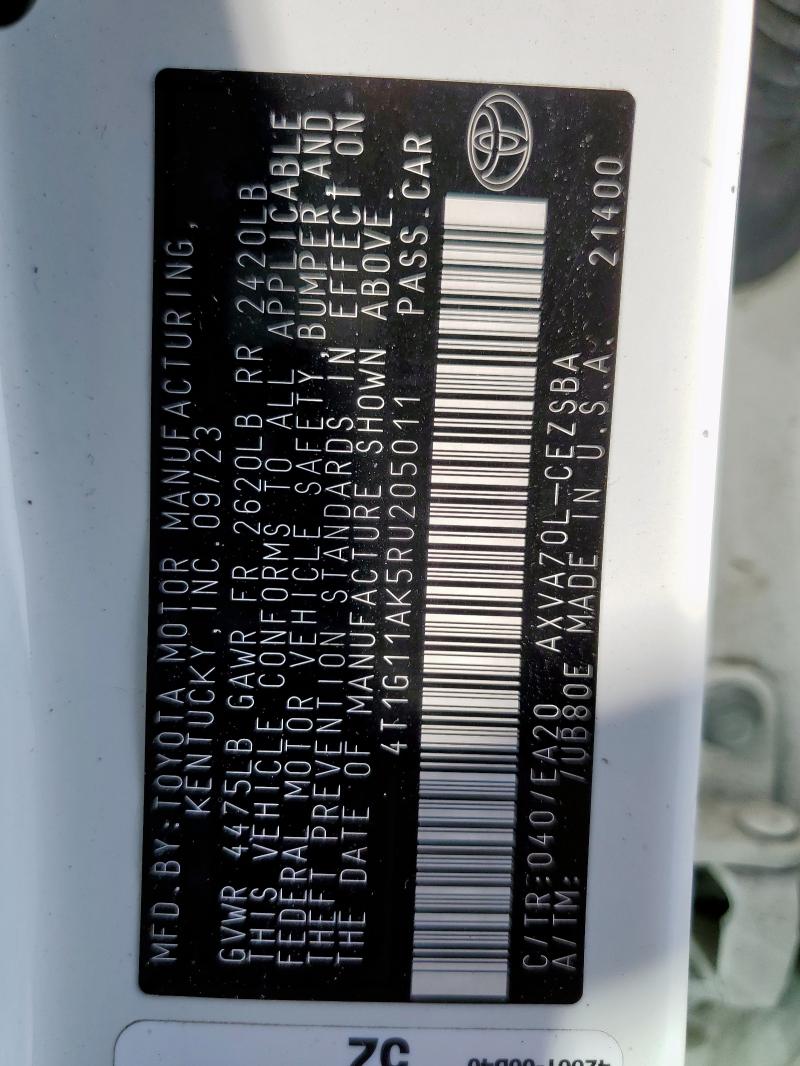 MFD.BY:TOYOTA MOTOR MANUFACTURING,
KENTUCKY,INC.09/23
GVWR 4475LB GAWR FR 2620LB RR 2420LB
THIS VEHICLE CONFORMS TO ALL APPLICABLE
FEDERAL MOTOR VEHICLE SAFETY,BUMPER AND
THEFT PREVENTION STANDARDS IN EFFECT ON
THE DATE OF MANUFACTURE SHOWN ABOVE.
4T1G11AK5RU205011 PASS.CAR
C/TR:040/EA20 AXVA70L-CEZSBA
A/TM: /UB80E MADE IN U.S.A. 21400